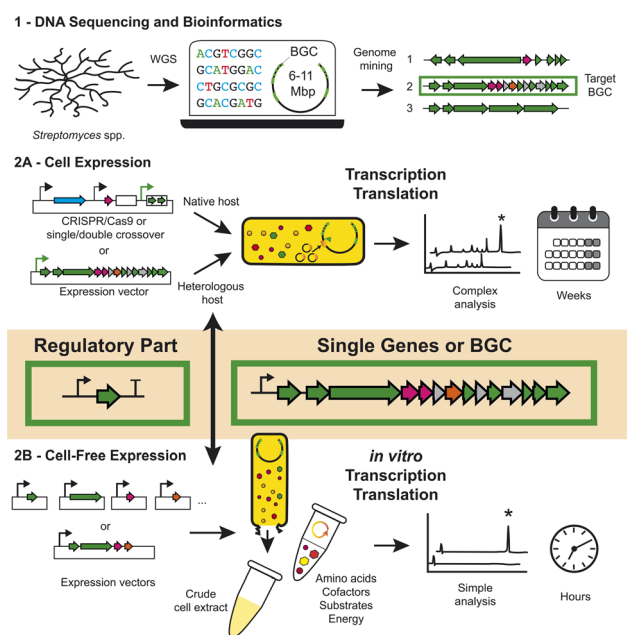 1 - DNA Sequencing and Bioinformatics
WGS
ACGTCGGC
GCATGGAC
CTGCGCGC
GCACGATG
BGC
6-11
Mbp
Genome
mining
1
2
3
Target
BGC
Streptomyces spp.
2A - Cell Expression
CRISPR/Cas9 or
single/double crossover
or
Expression vector
Native host
Heterologous
host
Transcription
Translation
*
Complex
analysis
Weeks
Regulatory Part
Single Genes or BGC
2B - Cell-Free Expression
...
or
Expression vectors
Crude
cell extract
in vitro
Transcription
Translation
Amino acids
Cofactors
Substrates
Energy
*
Simple
analysis
Hours